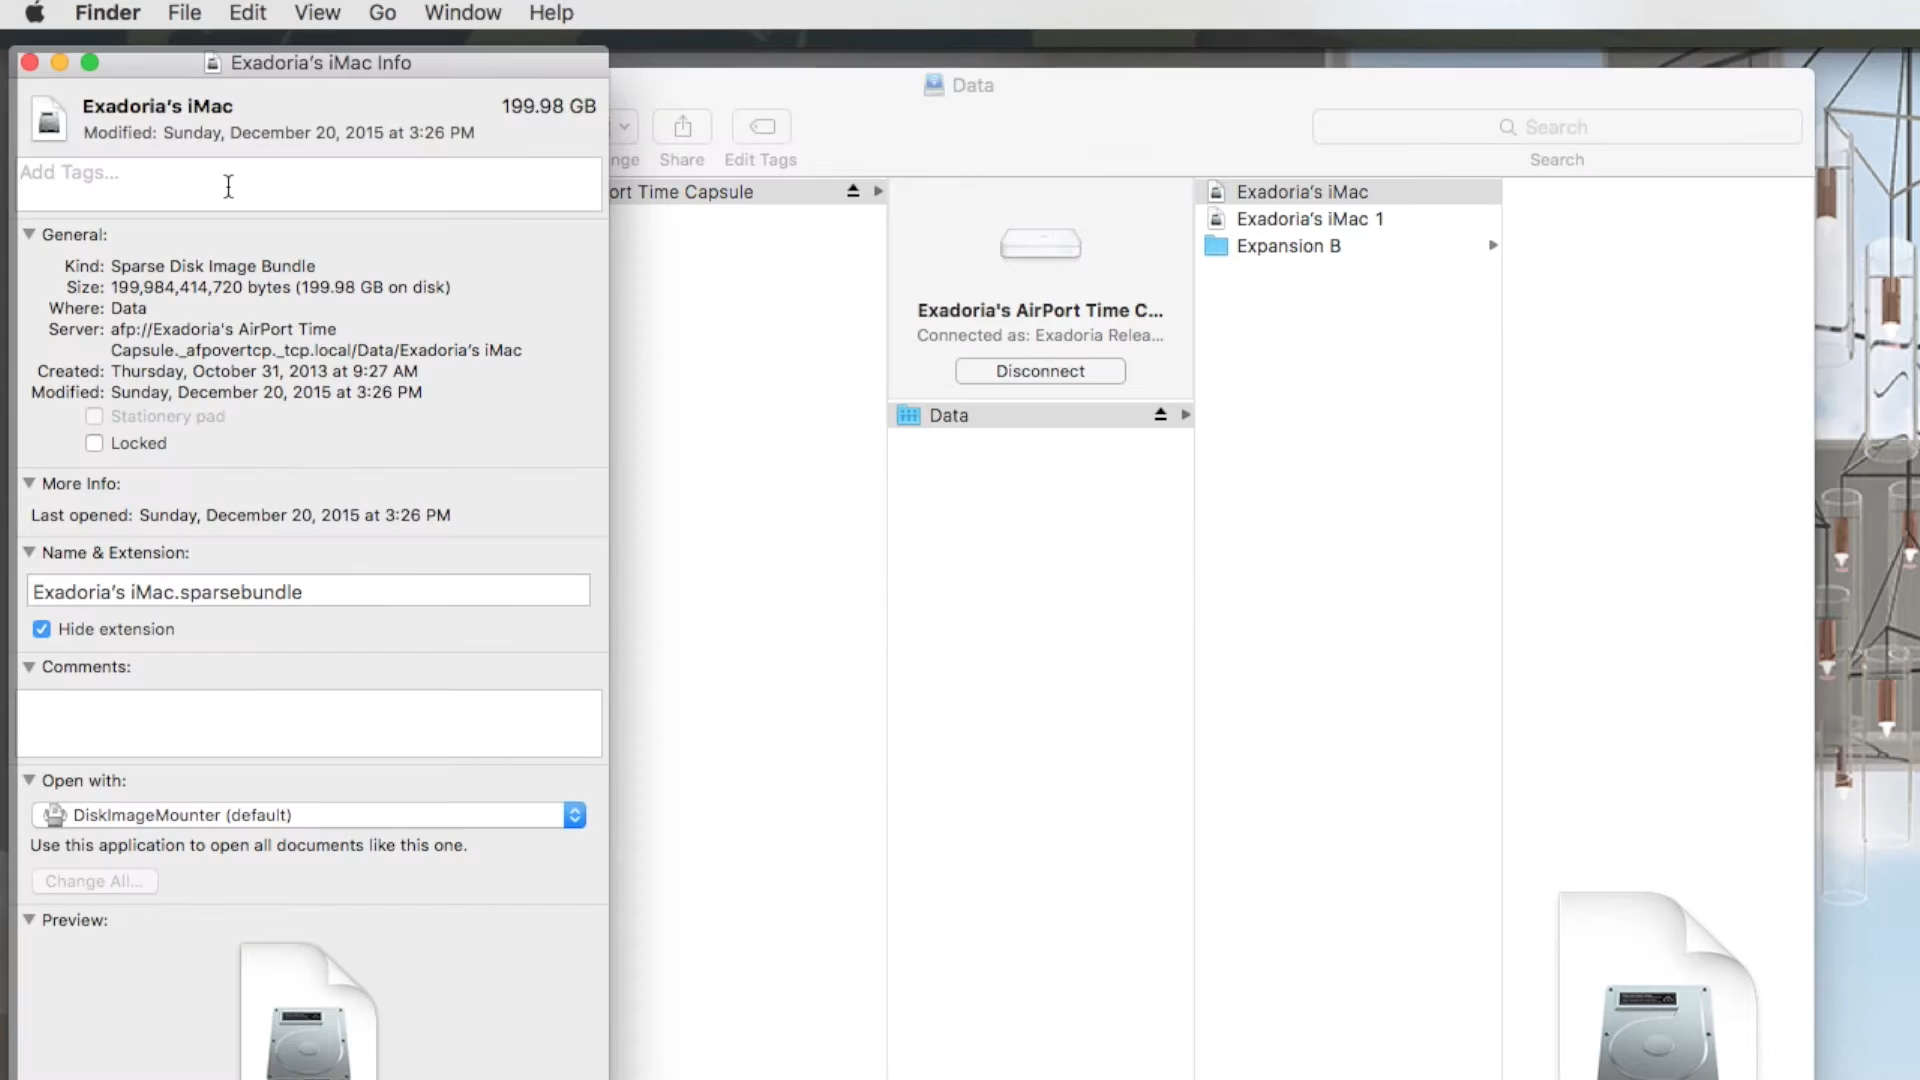 Finder File Edit View Go Window Help
Exadoria's iMac Info
Exadoria's iMac 199.98 GB
Modified: Sunday, December 20, 2015 at 3:26 PM
Add Tags...
General:
Kind: Sparse Disk Image Bundle
Size: 199,984,414,720 bytes (199.98 GB on disk)
Where: Data
Server: afp://Exadoria's AirPort Time
Capsule._afpovertcp._tcp.local/Data/Exadoria's iMac
Created: Thursday, October 31, 2013 at 9:27 AM
Modified: Sunday, December 20, 2015 at 3:26 PM
Stationery pad
Locked
More Info:
Last opened: Sunday, December 20, 2015 at 3:26 PM
Name & Extension:
Exadoria's iMac.sparsebundle
Hide extension
Comments:
Open with:
DiskImageMounter (default)
Use this application to open all documents like this one.
Change All...
Preview:
Data
Search
nge Share Edit Tags Search
ort Time Capsule
Exadoria's AirPort Time C...
Connected as: Exadoria Relea...
Disconnect
Data
Exadoria's iMac
Exadoria's iMac 1
Expansion B